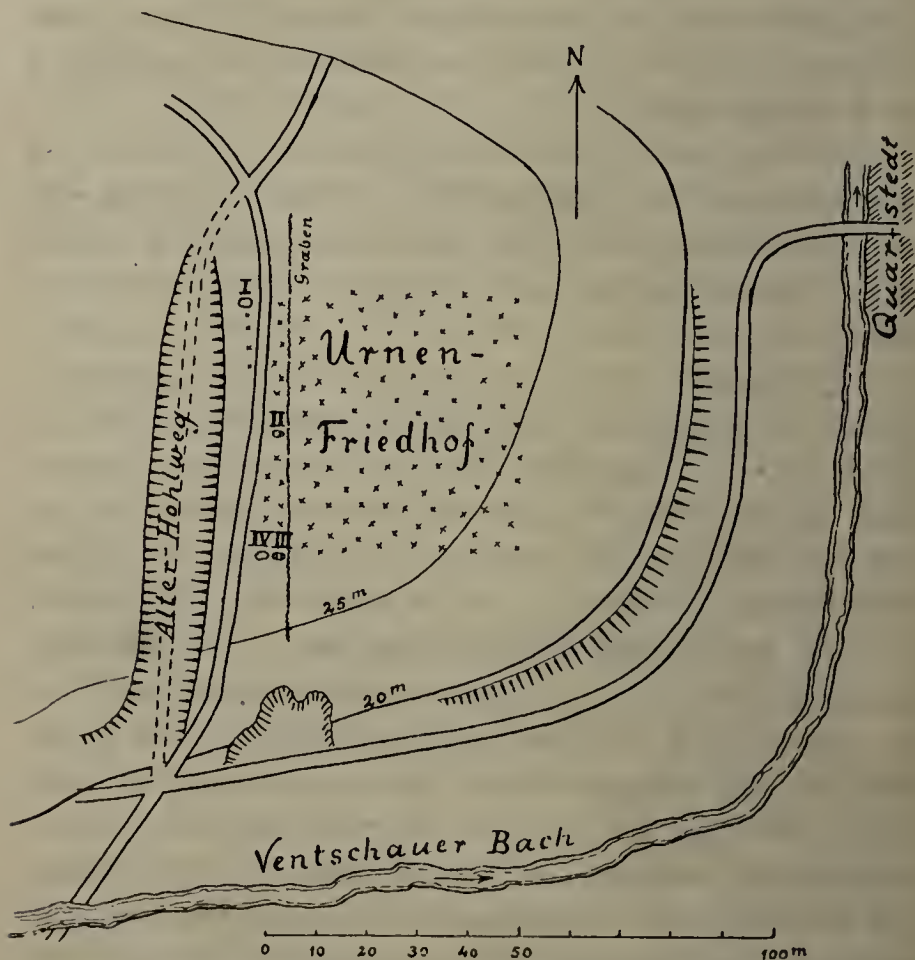 N
Quarstedt
Graben
I
Urnen-
II
Friedhof
Alter Hohlweg
IV III
25 m
20 m
Ventschauer Bach
0 10 20 30 40 50 100 m